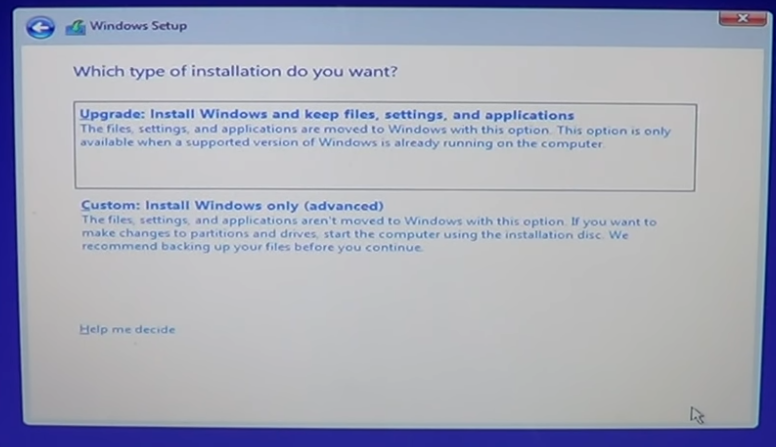 Windows Setup
Which type of installation do you want?
Upgrade: Install Windows and keep files, settings, and applications
The files, settings, and applications are moved to Windows with this option. This option is only
available when a supported version of Windows is already running on the computer.
Custom: Install Windows only (advanced)
The files, settings, and applications aren't moved to Windows with this option. If you want to
make changes to partitions and drives, start the computer using the installation disc. We
recommend backing up your files before you continue.
Help me decide